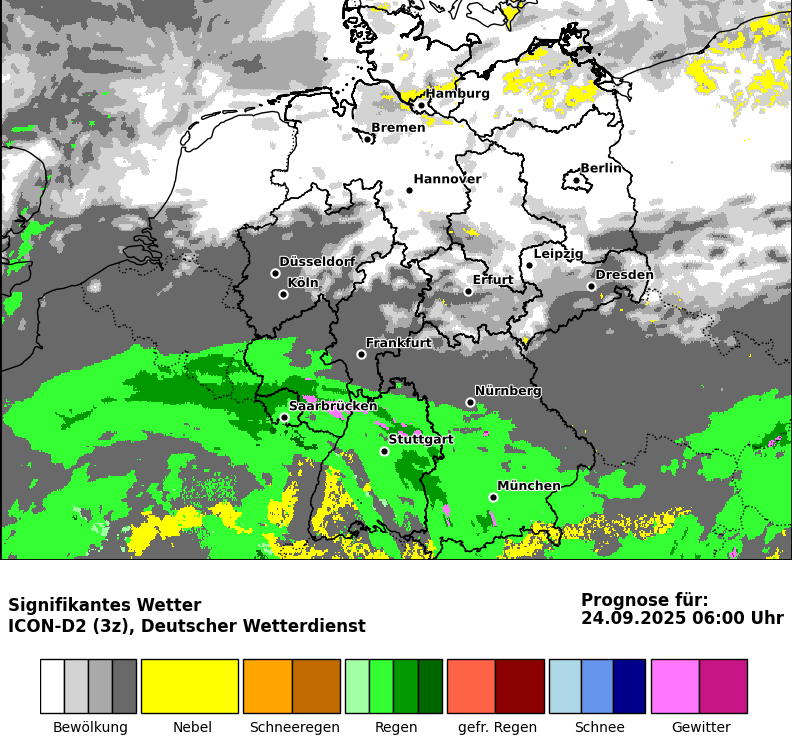 Hamburg
Bremen
Berlin
Hannover
Leipzig
Düsseldorf
Dresden
Köln
Erfurt
Frankfurt
Nürnberg
Saarbrücken
Stuttgart
München
Signifikantes Wetter
ICON-D2 (3z), Deutscher Wetterdienst
Prognose für:
24.09.2025 06:00 Uhr
Bewölkung
Nebel
Schneeregen
Regen
gefr. Regen
Schnee
Gewitter